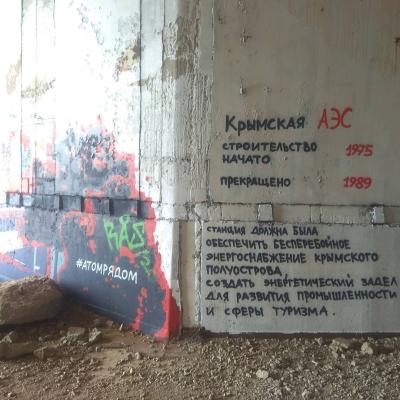 Крымская АЭС
строительство
начато 1975
прекращено 1989
станция должна была
обеспечить бесперебойное
энергоснабжение крымского
полуострова,
создать энергетический задел
для развития промышленности
и сферы туризма.
RAS
#АТОМРЯДОМ